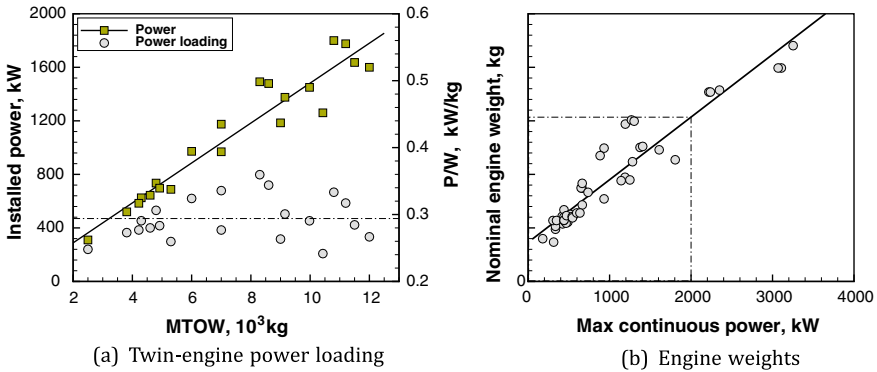 2000
1600
1200
800
400
0
Installed power, kW
Power
Power loading
0.6
0.5
0.4
0.3
0.2
P/W, kW/kg
2 4 6 8 10 12
MTOW, 10³kg
(a) Twin-engine power loading
Nominal engine weight, kg
0
0 1000 2000 3000 4000
Max continuous power, kW
(b) Engine weights